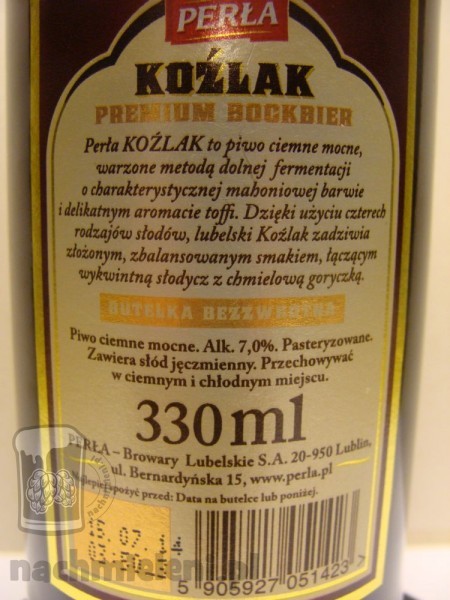 PERŁA
KOŹLAK
PREMIUM BOCKBIER
Perła KOŹLAK to piwo ciemne mocne,
warzone metodą dolnej fermentacji
o charakterystycznej mahoniowej barwie
i delikatnym aromacie toffi. Dzięki użyciu czterech
rodzajów słodów, lubelski Koźlak zadziwia
złożonym, zbalansowanym smakiem, łączącym
wykwintną słodycz z chmielową goryczką.
BUTELKA BEZZWROTNA
Piwo ciemne mocne. Alk. 7,0%. Pasteryzowane.
Zawiera słód jęczmienny. Przechowywać
w ciemnym i chłodnym miejscu.
330 ml
PERŁA – Browary Lubelskie S.A. 20-950 Lublin,
ul. Bernardyńska 15, www.perla.pl
Najlepiej spożyć przed: Data na butelce lub poniżej.
5 905927 051423
nachmieleni.pl